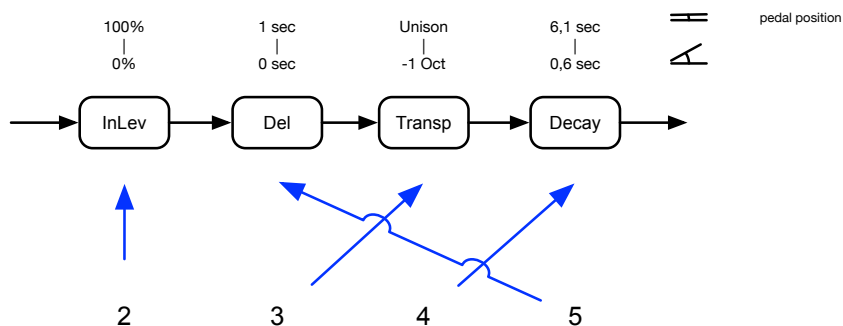 100% 1 sec Unison 6,1 sec pedal position
0% 0 sec -1 Oct 0,6 sec
InLev Del Transp Decay
2 3 4 5